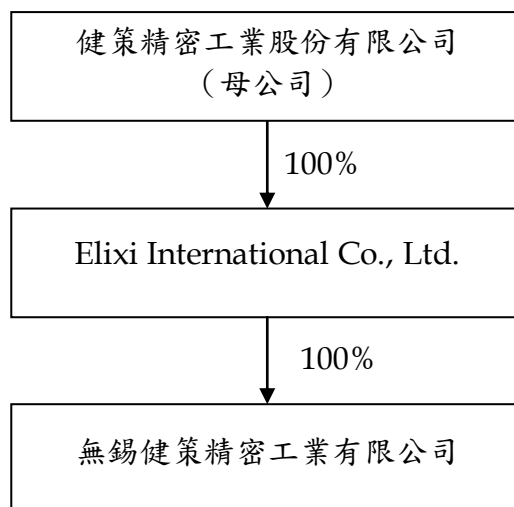 健策精密工業股份有限公司
（母公司）
100%
Elixi International Co., Ltd.
100%
無錫健策精密工業有限公司